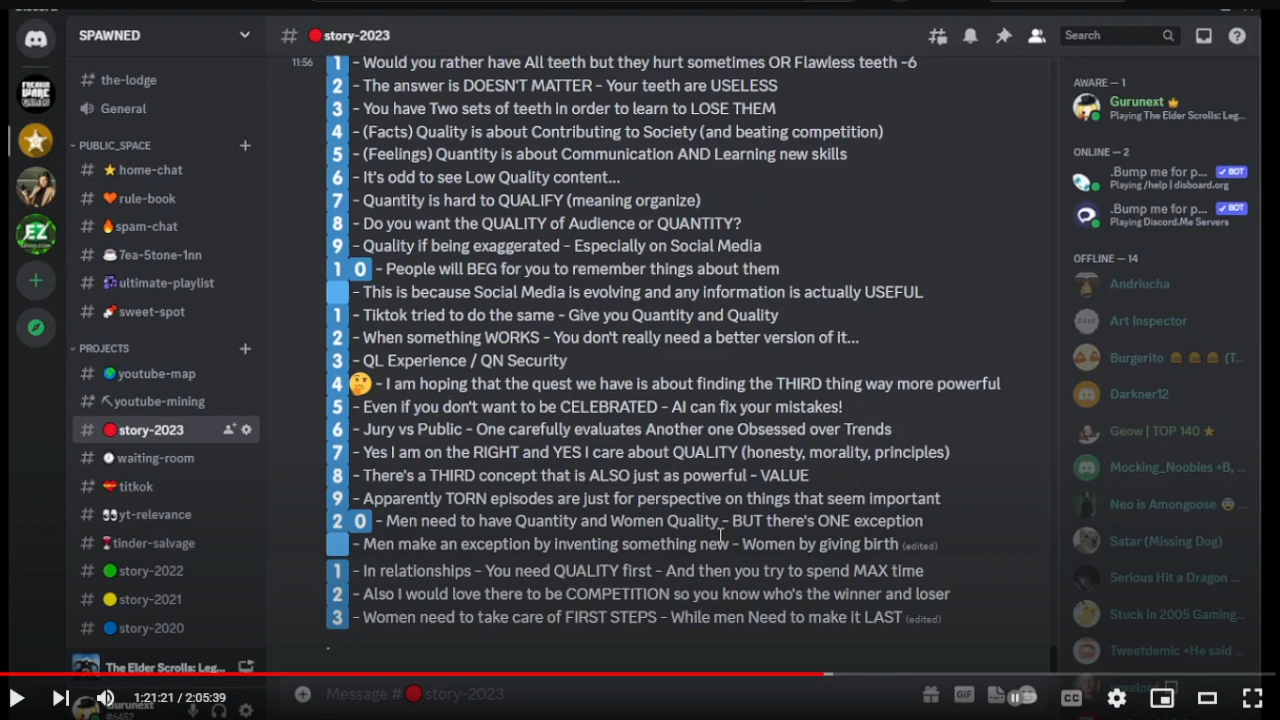 SPAWNED
the-lodge
General
PUBLIC_SPACE
home-chat
rule-book
spam-chat
7ea-5tone-1nn
ultimate-playlist
sweet-spot
PROJECTS
youtube-map
youtube-mining
story-2023
waiting-room
titkok
yt-relevance
tinder-salvage
story-2022
story-2021
story-2020
The Elder Scrolls: Leg...
Gurunext
#6452
# story-2023
Search
11:56 1 - Would you rather have All teeth but they hurt sometimes OR Flawless teeth -6
2 - The answer is DOESN'T MATTER - Your teeth are USELESS
3 - You have Two sets of teeth in order to learn to LOSE THEM
4 - (Facts) Quality is about Contributing to Society (and beating competition)
5 - (Feelings) Quantity is about Communication AND Learning new skills
6 - It's odd to see Low Quality content...
7 - Quantity is hard to QUALIFY (meaning organize)
8 - Do you want the QUALITY of Audience or QUANTITY?
9 - Quality if being exaggerated - Especially on Social Media
1 0 - People will BEG for you to remember things about them
- This is because Social Media is evolving and any information is actually USEFUL
1 - Tiktok tried to do the same - Give you Quantity and Quality
2 - When something WORKS - You don't really need a better version of it...
3 - QL Experience / QN Security
4 🤔 - I am hoping that the quest we have is about finding the THIRD thing way more powerful
5 - Even if you don't want to be CELEBRATED - AI can fix your mistakes!
6 - Jury vs Public - One carefully evaluates Another one Obsessed over Trends
7 - Yes I am on the RIGHT and YES I care about QUALITY (honesty, morality, principles)
8 - There's a THIRD concept that is ALSO just as powerful - VALUE
9 - Apparently TORN episodes are just for perspective on things that seem important
2 0 - Men need to have Quantity and Women Quality - BUT there's ONE exception
- Men make an exception by inventing something new - Women by giving birth (edited)
1 - In relationships - You need QUALITY first - And then you try to spend MAX time
2 - Also I would love there to be COMPETITION so you know who's the winner and loser
3 - Women need to take care of FIRST STEPS - While men Need to make it LAST (edited)
.
Message # story-2023
GIF
AWARE — 1
Gurunext
Playing The Elder Scrolls: Leg...
ONLINE — 2
.Bump me for p... ✓ BOT
Playing /help | disboard.org
.Bump me for p... ✓ BOT
Playing Discord.Me Servers
OFFLINE — 14
Andriucha
Art Inspector
Burgerito 🍔 🍔 🍔 (T...
Darkner12
Geow | TOP 140 ★
Mocking_Noobies +B, ...
Neo is Amongoose ...
Satar (Missing Dog)
Serious Hit a Dragon ...
Stuck in 2005 Gaming...
Tweetdemic +He said ...
FREAKIN
WARE
GAMING
EZ
1:21:21 / 2:05:39
CC